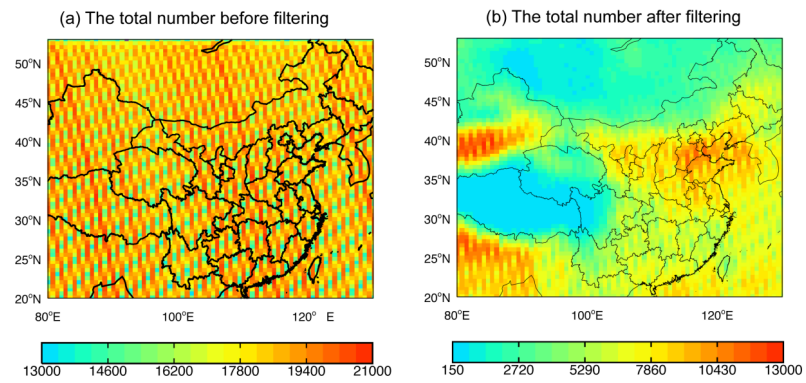 (a) The total number before filtering
(b) The total number after filtering
50°N
45°N
40°N
35°N
30°N
25°N
20°N
80°E 100°E 120° E
13000 14600 16200 17800 19400 21000
50°N
45°N
40°N
35°N
30°N
25°N
20°N
80°E 100°E 120°E
150 2720 5290 7860 10430 13000